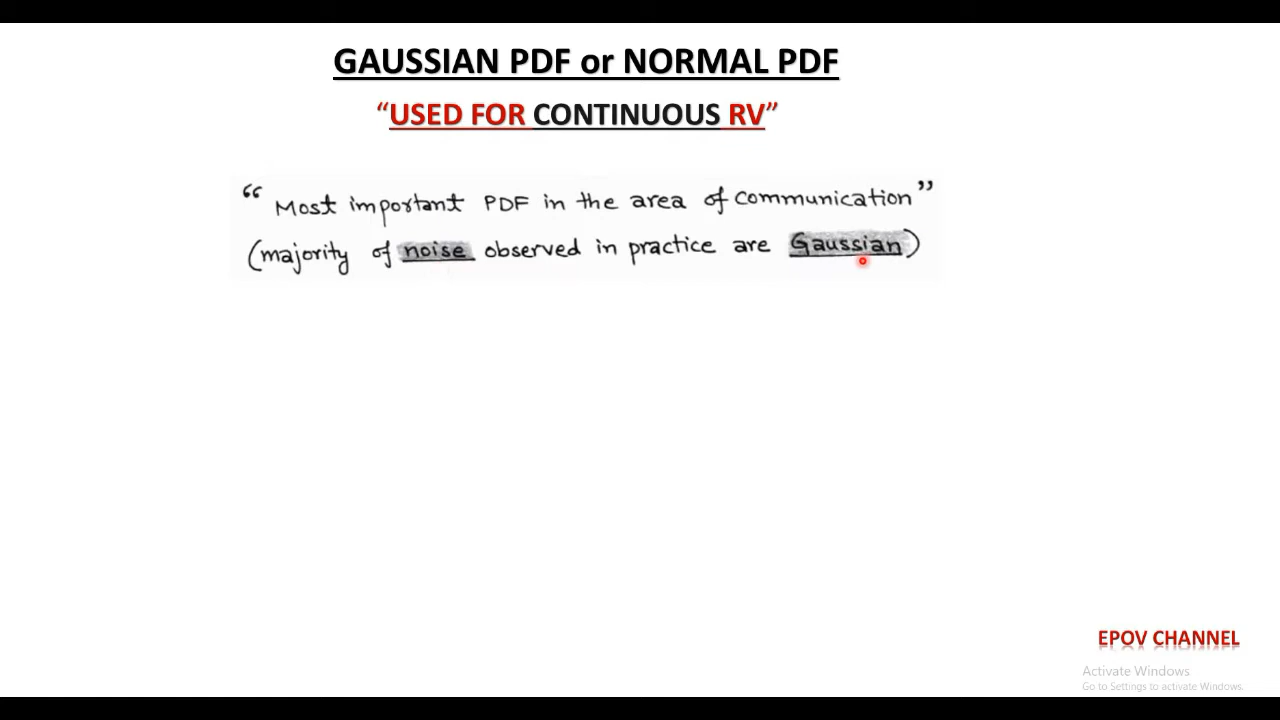 GAUSSIAN PDF or NORMAL PDF
“USED FOR CONTINUOUS RV”
“ Most important PDF in the area of communication ”
(majority of noise observed in practice are Gaussian)
EPOV CHANNEL
Activate Windows
Go to Settings to activate Windows.